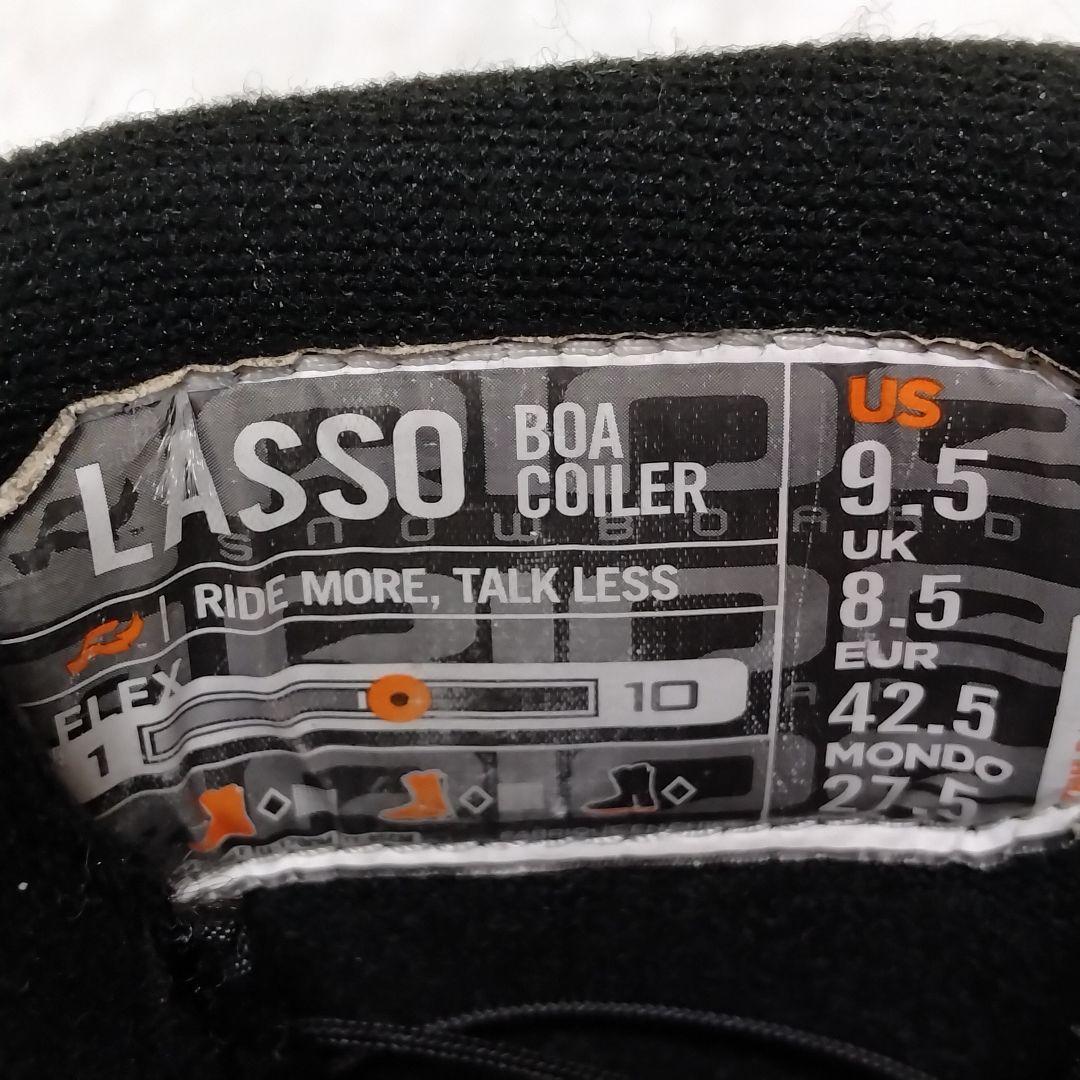 LASSO
BOA
COILER
SNOWBOARD
RIDE MORE, TALK LESS
FLEX
1
10
US
9.5
UK
8.5
EUR
42.5
MONDO
27.5